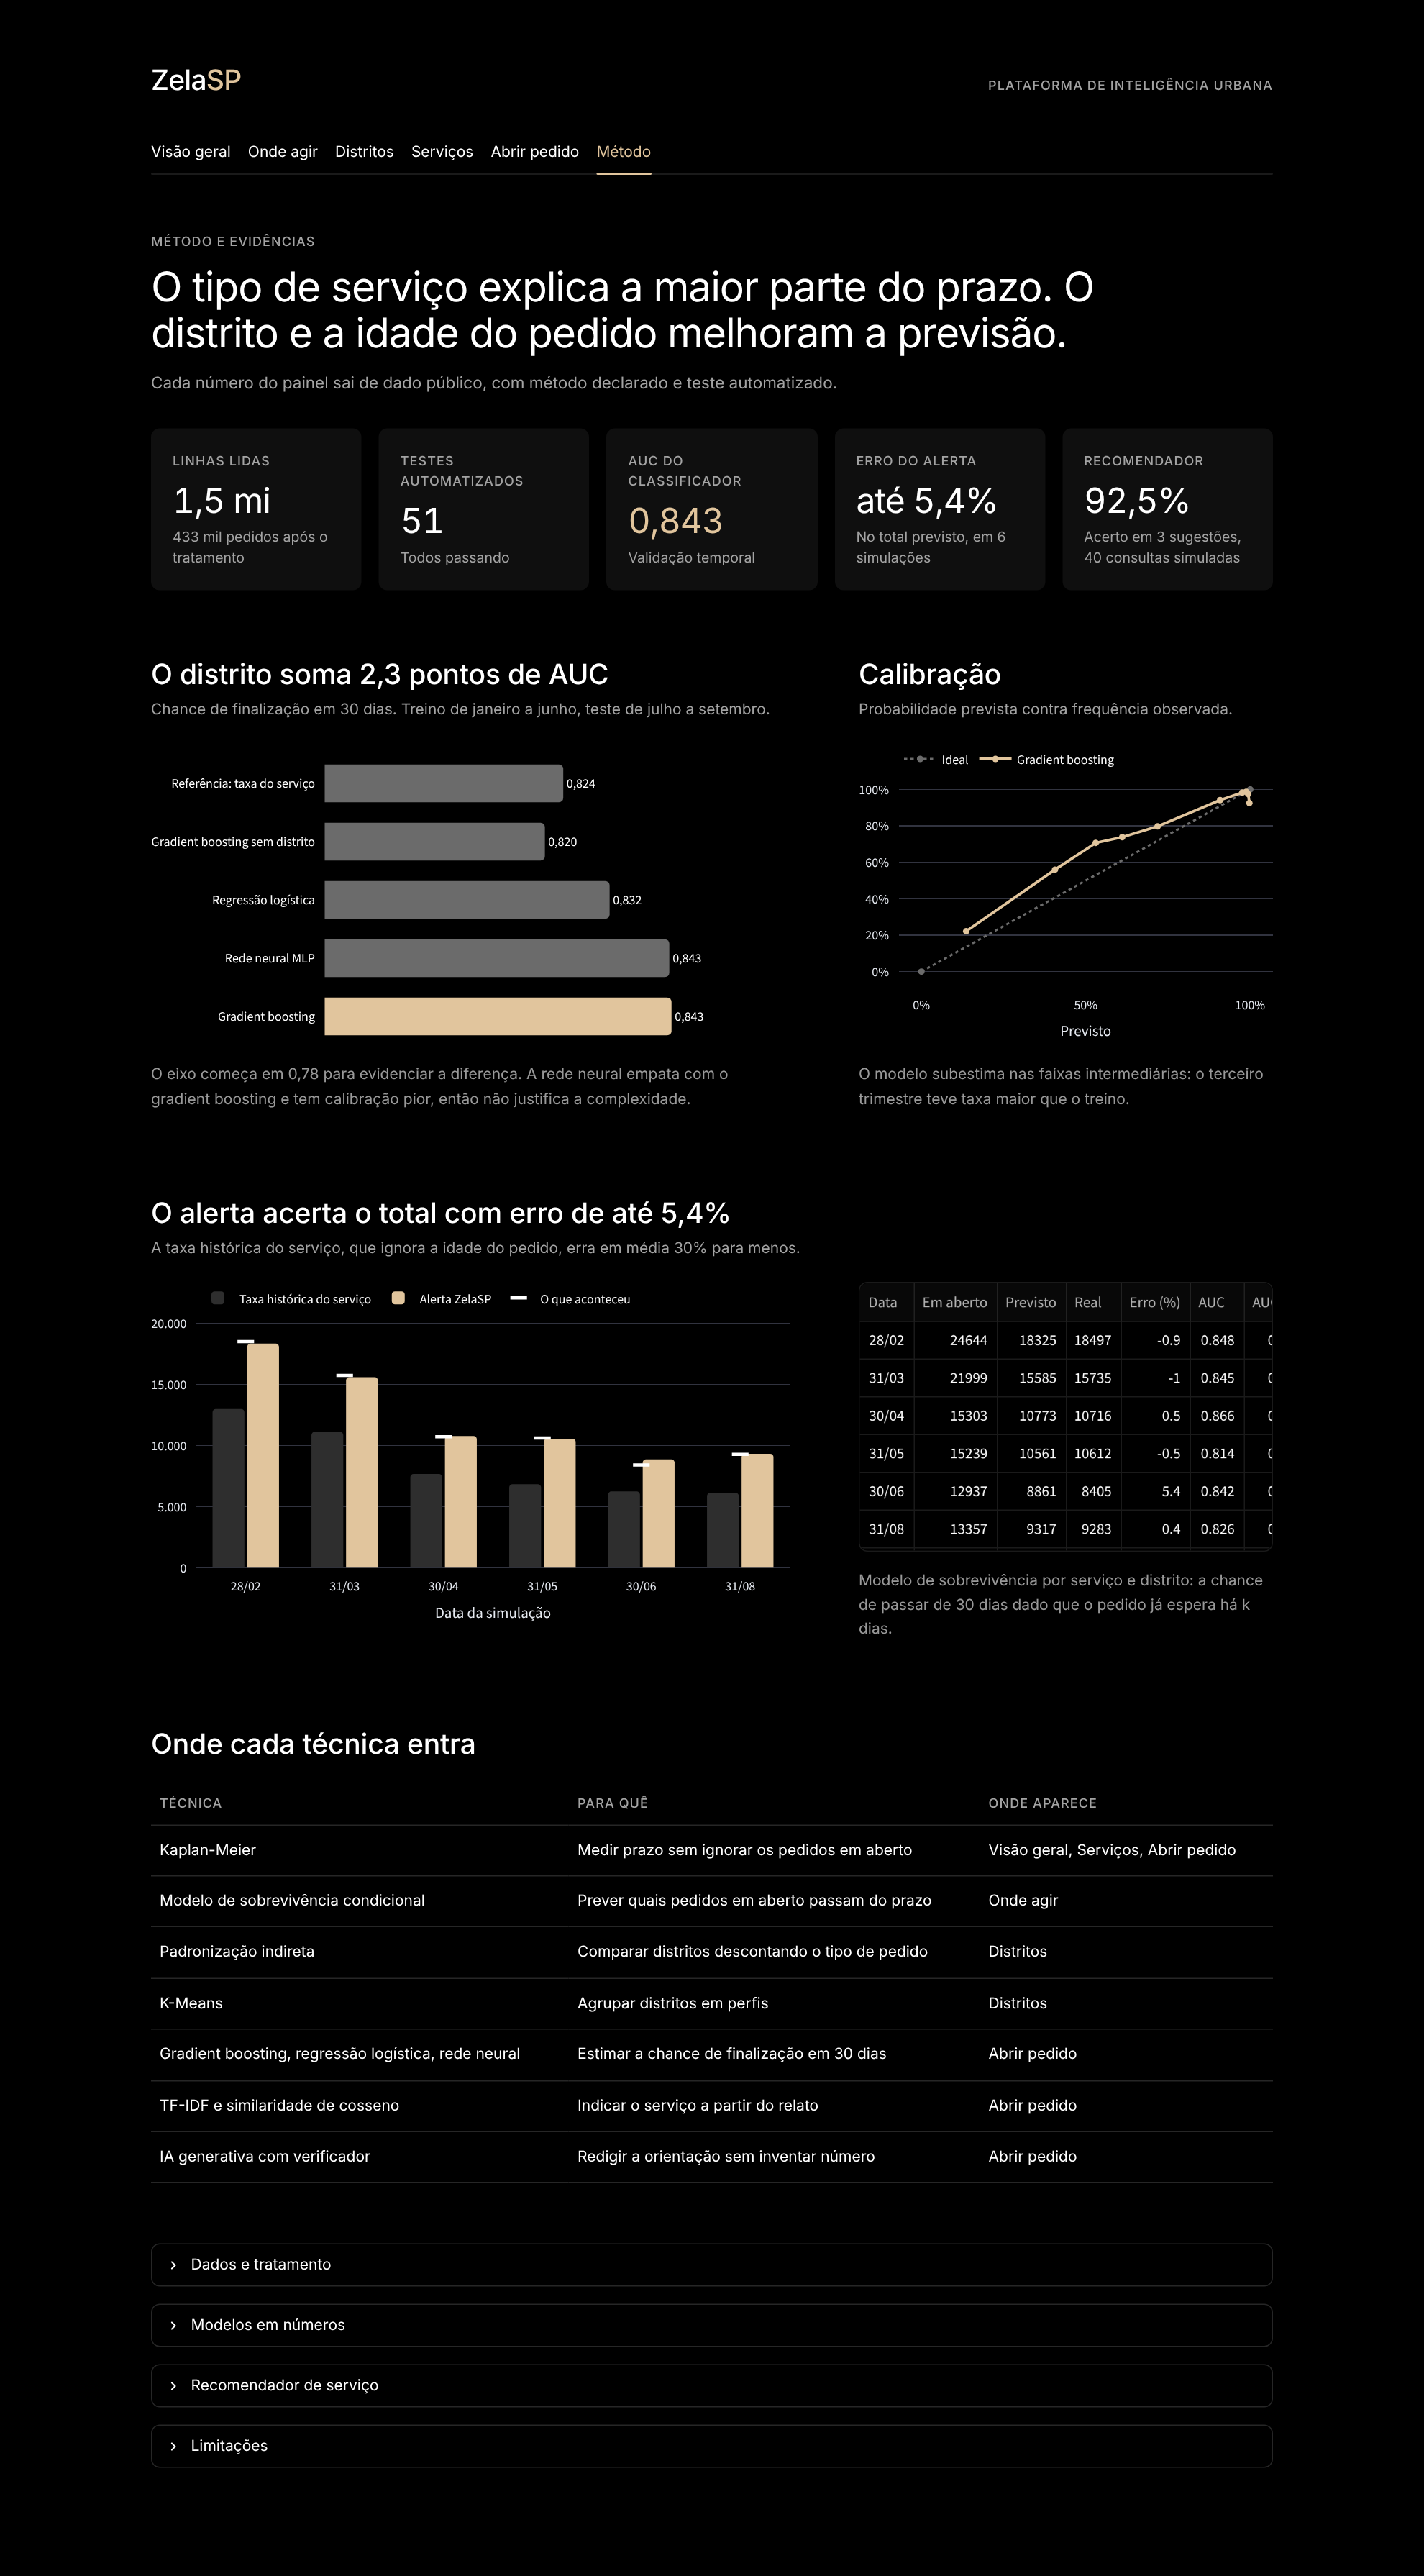 ZelaSP
PLATAFORMA DE INTELIGÊNCIA URBANA
Visão geral Onde agir Distritos Serviços Abrir pedido Método
MÉTODO E EVIDÊNCIAS
O tipo de serviço explica a maior parte do prazo. O
distrito e a idade do pedido melhoram a previsão.
Cada número do painel sai de dado público, com método declarado e teste automatizado.
LINHAS LIDAS
1,5 mi
433 mil pedidos após o
tratamento
TESTES
AUTOMATIZADOS
51
Todos passando
AUC DO
CLASSIFICADOR
0,843
Validação temporal
ERRO DO ALERTA
até 5,4%
No total previsto, em 6
simulações
RECOMENDADOR
92,5%
Acerto em 3 sugestões,
40 consultas simuladas
O distrito soma 2,3 pontos de AUC
Chance de finalização em 30 dias. Treino de janeiro a junho, teste de julho a setembro.
Referência: taxa do serviço 0,824
Gradient boosting sem distrito 0,820
Regressão logística 0,832
Rede neural MLP 0,843
Gradient boosting 0,843
O eixo começa em 0,78 para evidenciar a diferença. A rede neural empata com o
gradient boosting e tem calibração pior, então não justifica a complexidade.
Calibração
Probabilidade prevista contra frequência observada.
Ideal Gradient boosting
100%
80%
60%
40%
20%
0%
0% 50% 100%
Previsto
O modelo subestima nas faixas intermediárias: o terceiro
trimestre teve taxa maior que o treino.
O alerta acerta o total com erro de até 5,4%
A taxa histórica do serviço, que ignora a idade do pedido, erra em média 30% para menos.
Taxa histórica do serviço Alerta ZelaSP O que aconteceu
20.000
15.000
10.000
5.000
0
28/02 31/03 30/04 31/05 30/06 31/08
Data da simulação
Data Em aberto Previsto Real Erro (%) AUC
28/02 24644 18325 18497 -0.9 0.848
31/03 21999 15585 15735 -1 0.845
30/04 15303 10773 10716 0.5 0.866
31/05 15239 10561 10612 -0.5 0.814
30/06 12937 8861 8405 5.4 0.842
31/08 13357 9317 9283 0.4 0.826
Modelo de sobrevivência por serviço e distrito: a chance
de passar de 30 dias dado que o pedido já espera há k
dias.
Onde cada técnica entra
TÉCNICA PARA QUÊ ONDE APARECE
Kaplan-Meier Medir prazo sem ignorar os pedidos em aberto Visão geral, Serviços, Abrir pedido
Modelo de sobrevivência condicional Prever quais pedidos em aberto passam do prazo Onde agir
Padronização indireta Comparar distritos descontando o tipo de pedido Distritos
K-Means Agrupar distritos em perfis Distritos
Gradient boosting, regressão logística, rede neural Estimar a chance de finalização em 30 dias Abrir pedido
TF-IDF e similaridade de cosseno Indicar o serviço a partir do relato Abrir pedido
IA generativa com verificador Redigir a orientação sem inventar número Abrir pedido
Dados e tratamento
Modelos em números
Recomendador de serviço
Limitações